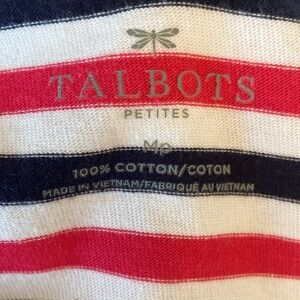 TALBOTS
PETITES
Mp
100% COTTON/COTON
MADE IN VIETNAM/FABRIQUÉ AU VIETNAM